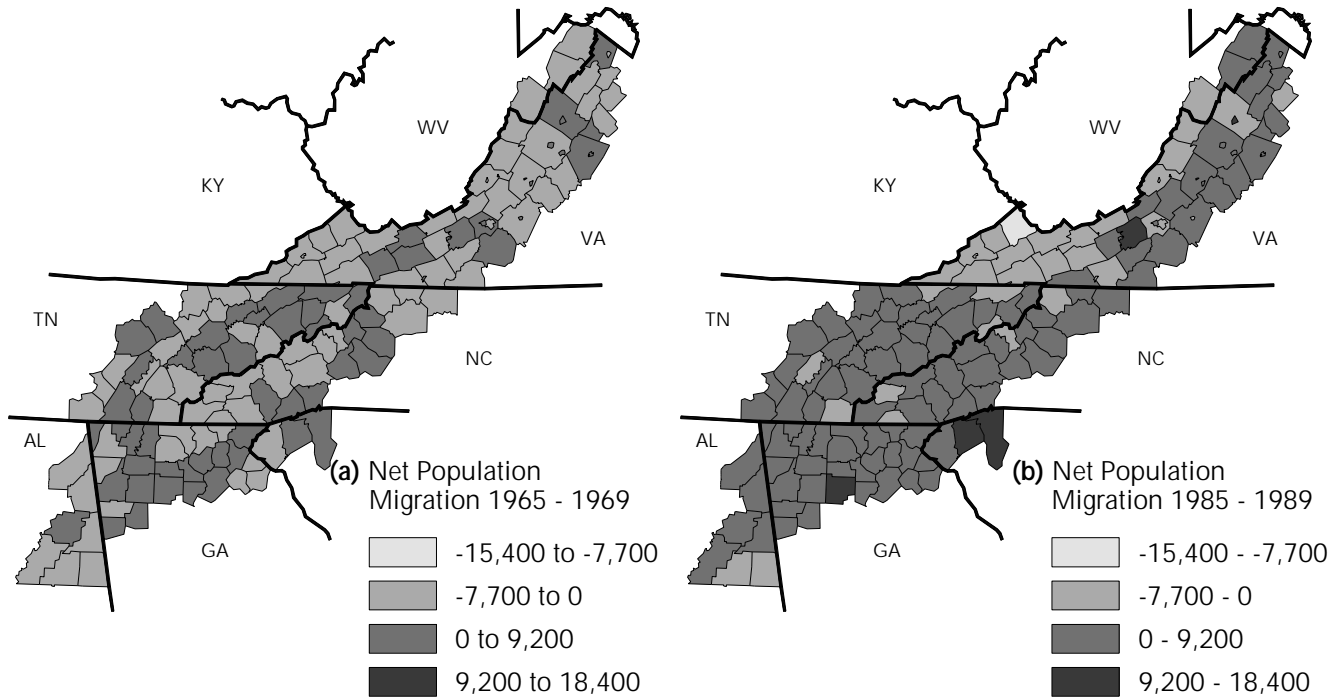 WV
KY
VA
TN
NC
AL
GA
(a) Net Population
Migration 1965 - 1969
-15,400 to -7,700
-7,700 to 0
0 to 9,200
9,200 to 18,400
WV
KY
VA
TN
NC
AL
GA
(b) Net Population
Migration 1985 - 1989
-15,400 - -7,700
-7,700 - 0
0 - 9,200
9,200 - 18,400